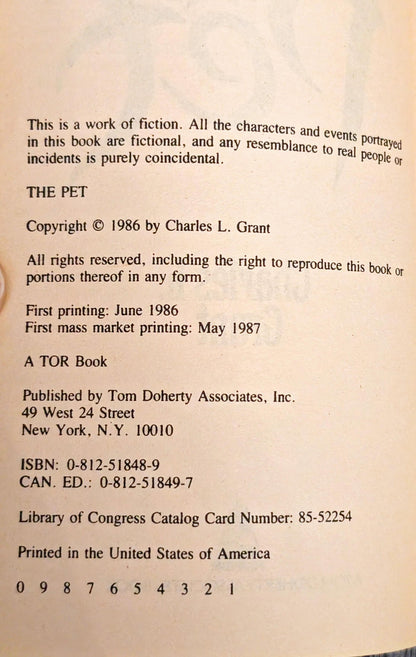 This is a work of fiction. All the characters and events portrayed
in this book are fictional, and any resemblance to real people or
incidents is purely coincidental.
THE PET
Copyright © 1986 by Charles L. Grant
All rights reserved, including the right to reproduce this book or
portions thereof in any form.
First printing: June 1986
First mass market printing: May 1987
A TOR Book
Published by Tom Doherty Associates, Inc.
49 West 24 Street
New York, N.Y. 10010
ISBN: 0-812-51848-9
CAN. ED.: 0-812-51849-7
Library of Congress Catalog Card Number: 85-52254
Printed in the United States of America
0 9 8 7 6 5 4 3 2 1